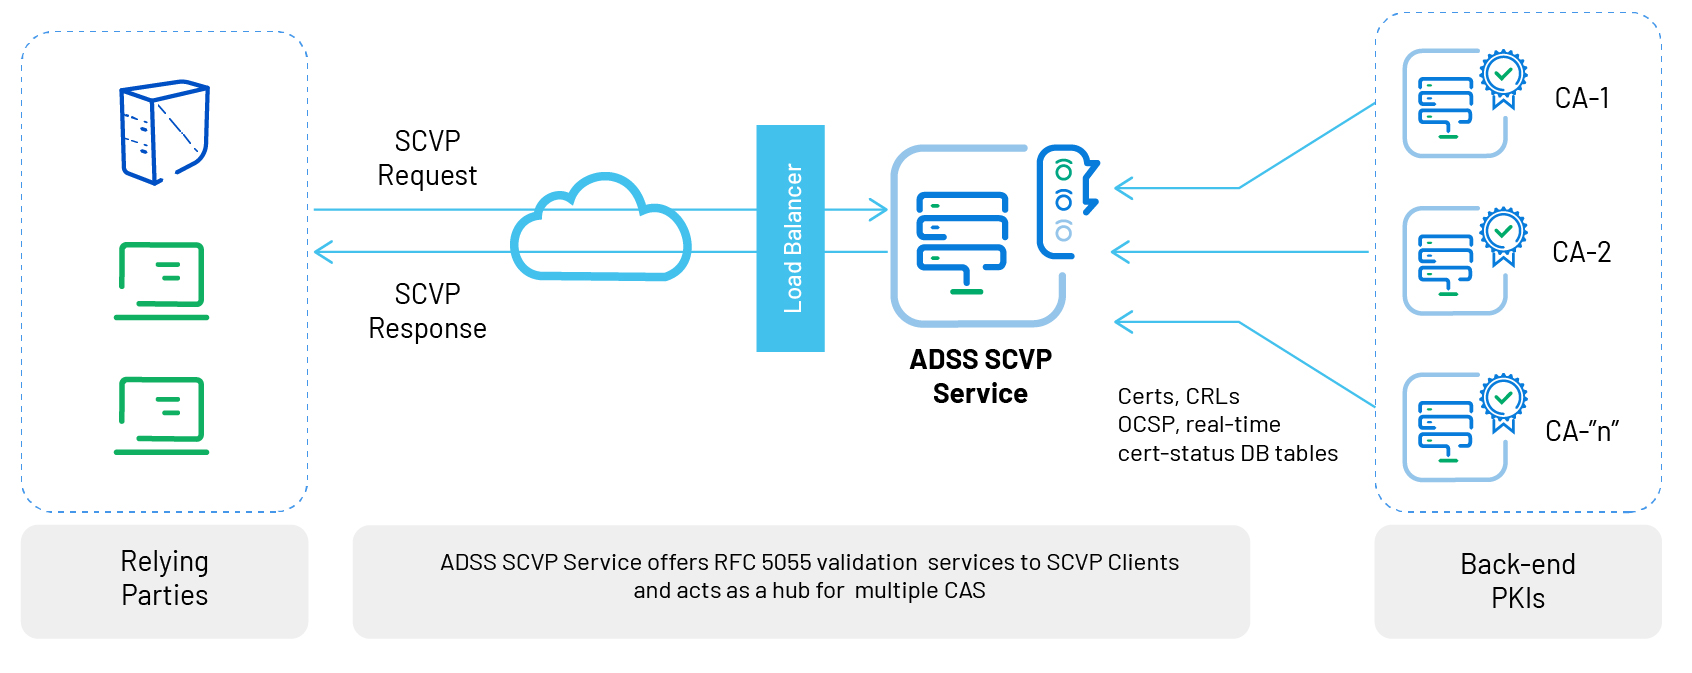 SCVP
Request
SCVP
Response
Load Balancer
ADSS SCVP
Service
Certs, CRLs
OCSP, real-time
cert-status DB tables
CA-1
CA-2
CA-”n”
Relying
Parties
ADSS SCVP Service offers RFC 5055 validation  services to SCVP Clients
and acts as a hub for  multiple CAS
Back-end
PKIs